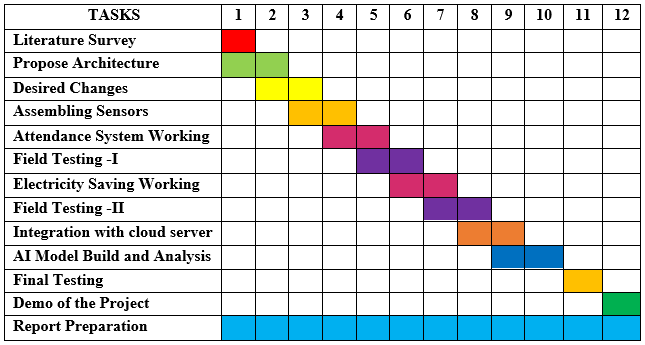 TASKS 1 2 3 4 5 6 7 8 9 10 11 12
Literature Survey
Propose Architecture
Desired Changes
Assembling Sensors
Attendance System Working
Field Testing -I
Electricity Saving Working
Field Testing -II
Integration with cloud server
AI Model Build and Analysis
Final Testing
Demo of the Project
Report Preparation